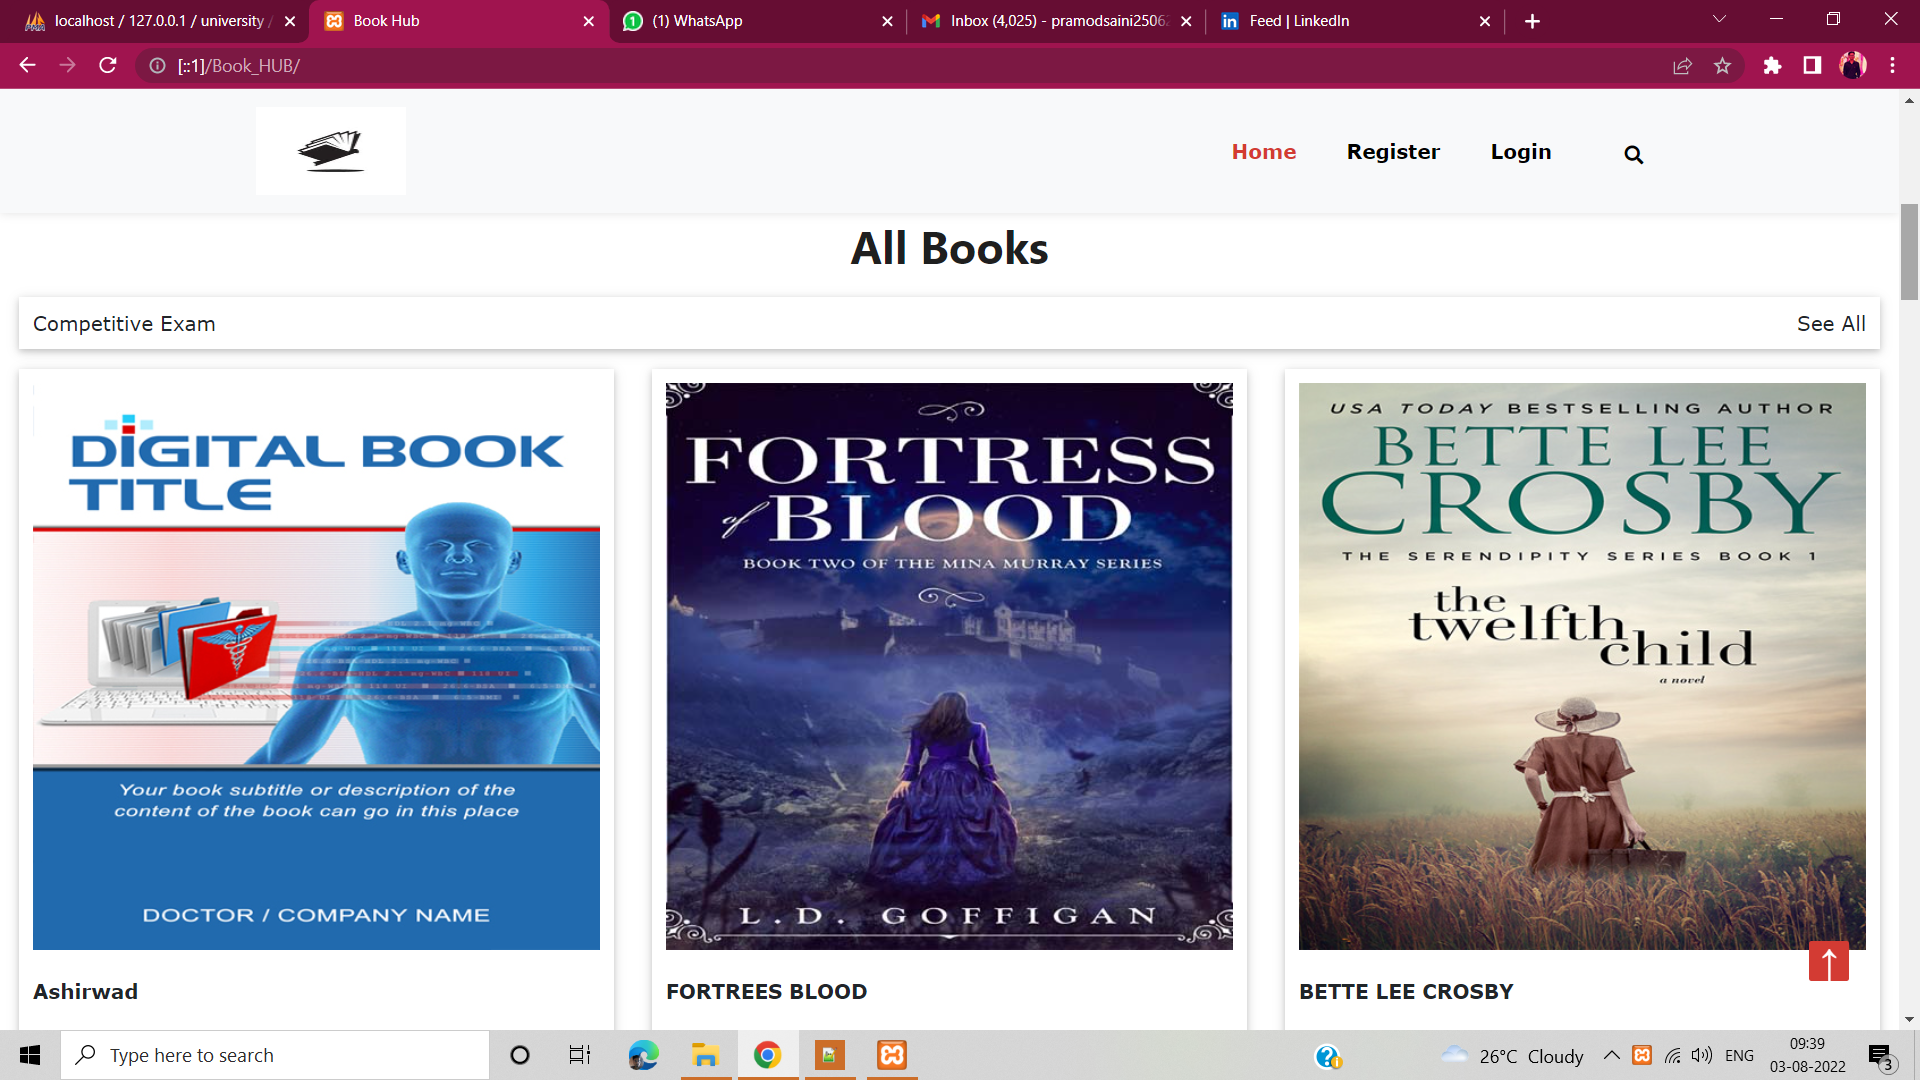 localhost / 127.0.0.1 / university /
Book Hub
(1) WhatsApp
Inbox (4,025) - pramodsaini2506
Feed | LinkedIn
[::1]/Book_HUB/
Home
Register
Login
All Books
Competitive Exam
See All
DIGITAL BOOK
TITLE
Your book subtitle or description of the
content of the book can go in this place
DOCTOR / COMPANY NAME
Ashirwad
FORTRESS
of BLOOD
BOOK TWO OF THE MINA MURRAY SERIES
L.D. GOFFIGAN
FORTREES BLOOD
USA TODAY BESTSELLING AUTHOR
BETTE LEE
CROSBY
THE SERENDIPITY SERIES BOOK 1
the
twelfth
child
a novel
BETTE LEE CROSBY
Type here to search
26°C Cloudy
ENG
09:39
03-08-2022
3